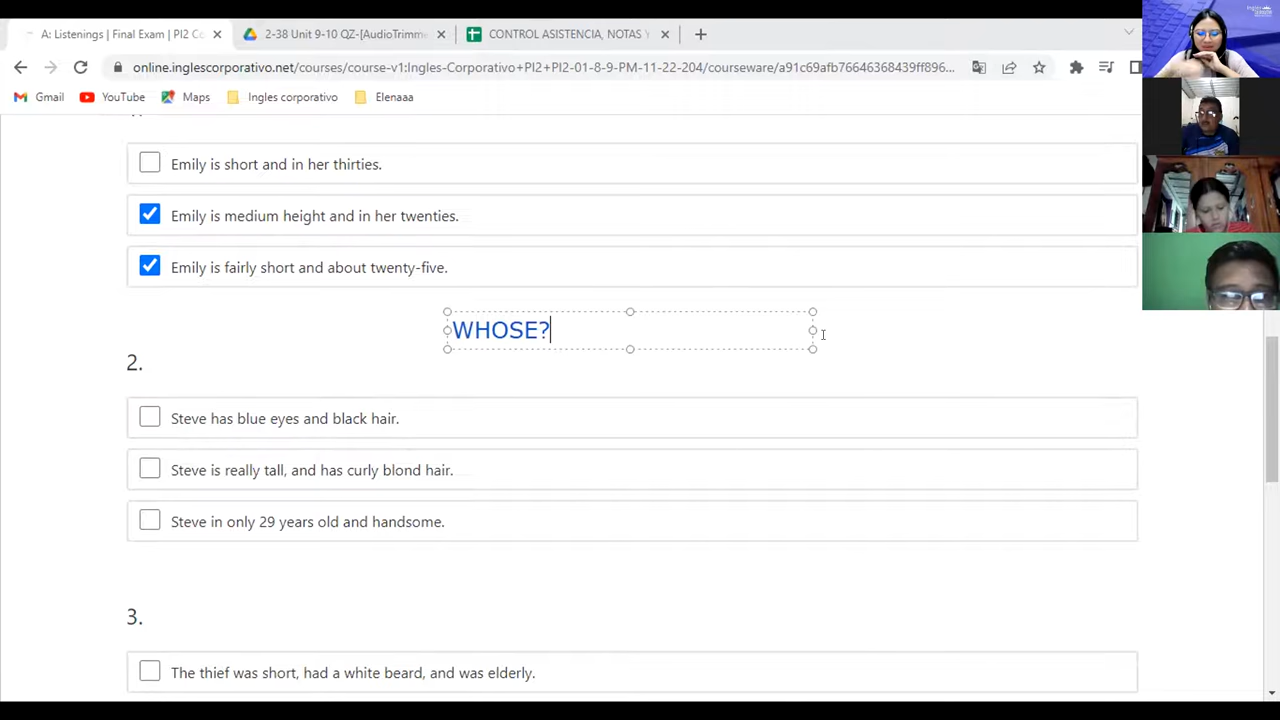 A: Listenings | Final Exam | PI2 Co
2-38 Unit 9-10 QZ-[AudioTrimme
CONTROL ASISTENCIA, NOTAS Y
online.inglescorporativo.net/courses/course-v1:Ingles-Corpor
+PI2+PI2-01-8-9-PM-11-22-204/courseware/a91c69afb76646368439ff896...
Gmail
YouTube
Maps
Ingles corporativo
Elenaaa
Emily is short and in her thirties.
Emily is medium height and in her twenties.
Emily is fairly short and about twenty-five.
WHOSE?
2.
Steve has blue eyes and black hair.
Steve is really tall, and has curly blond hair.
Steve in only 29 years old and handsome.
3.
The thief was short, had a white beard, and was elderly.